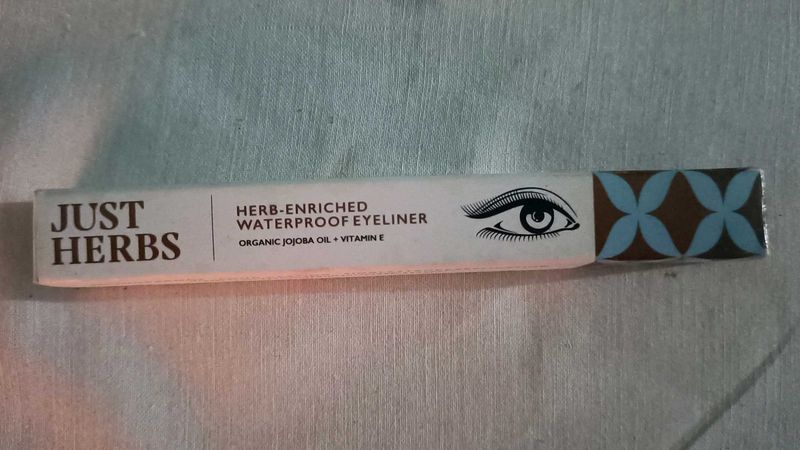 JUST
HERBS
HERB-ENRICHED
WATERPROOF EYELINER
ORGANIC JOJOBA OIL + VITAMIN E